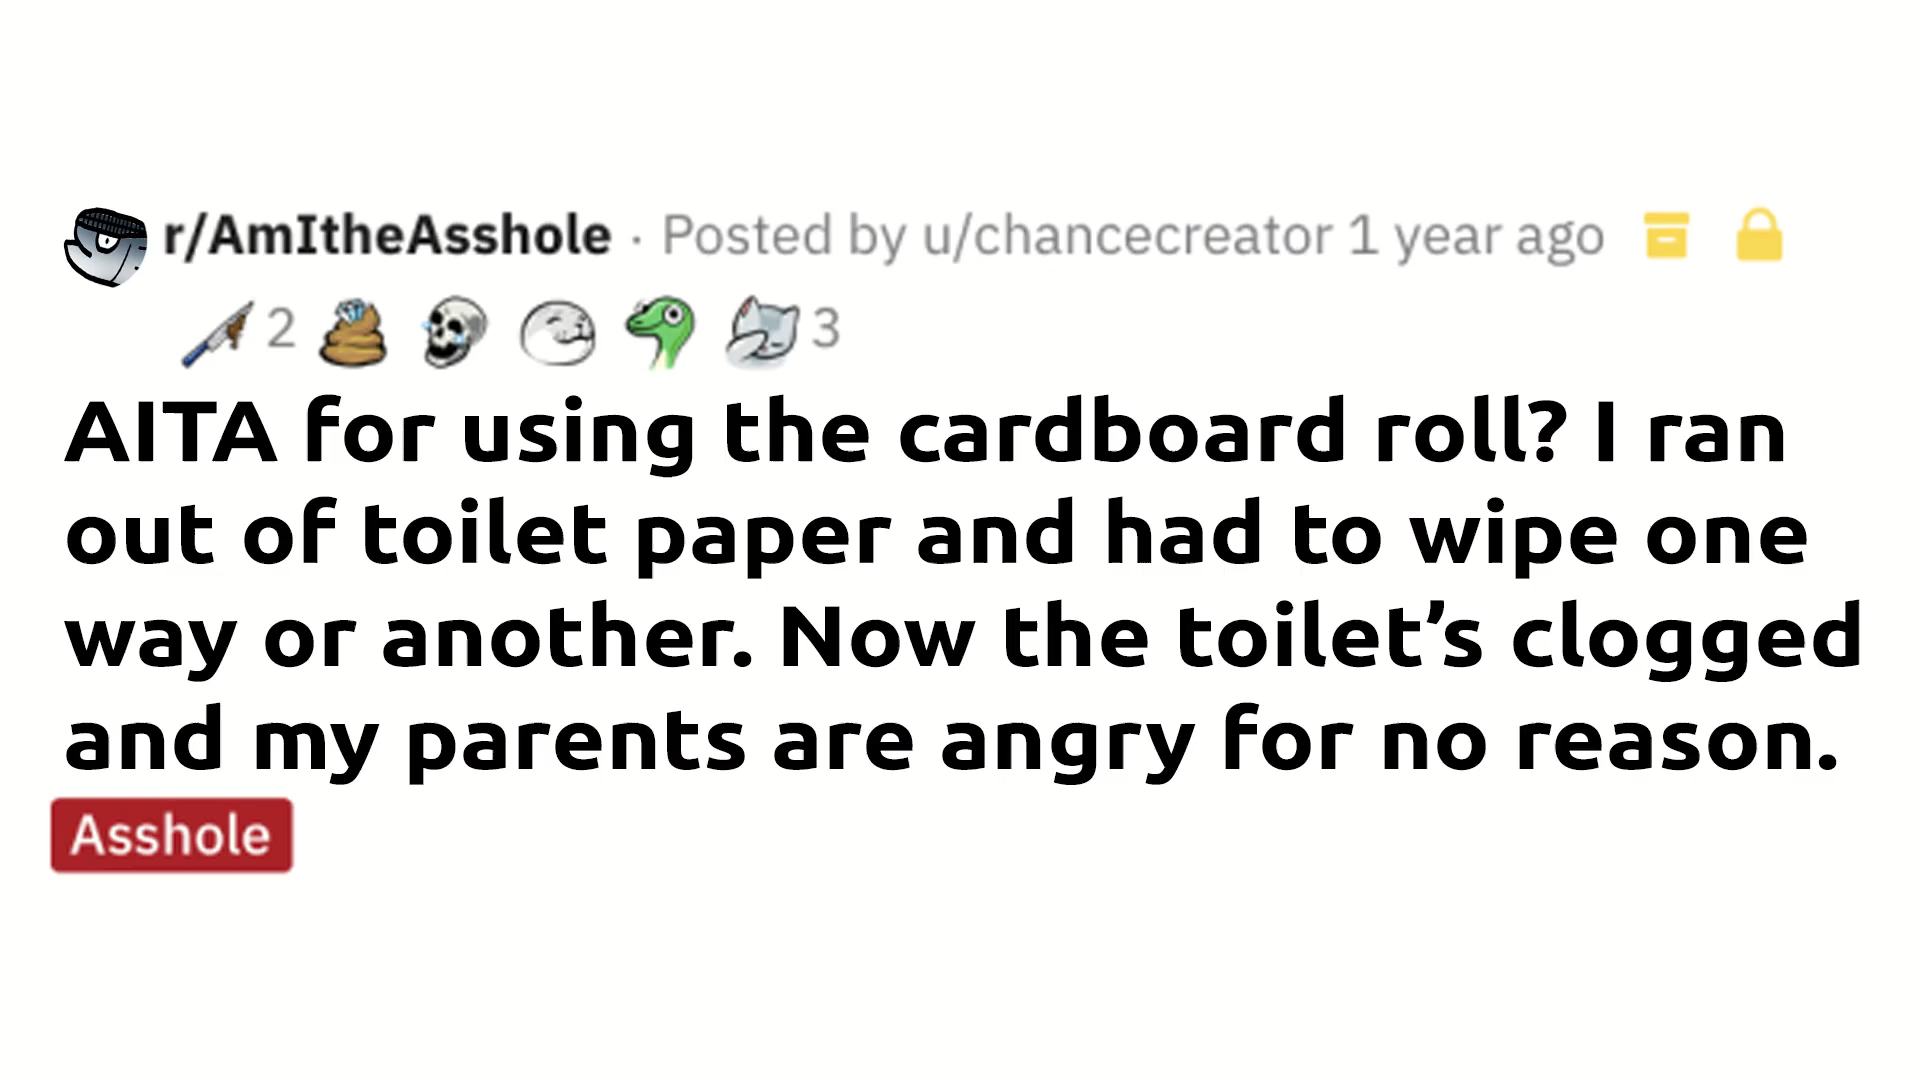 r/AmItheAsshole · Posted by u/chancecreator 1 year ago
2 3
AITA for using the cardboard roll? I ran
out of toilet paper and had to wipe one
way or another. Now the toilet’s clogged
and my parents are angry for no reason.
Asshole